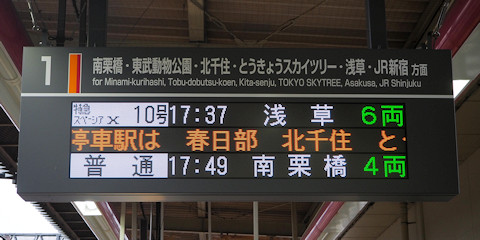 1
南栗橋・東武動物公園・北千住・とうきょうスカイツリー・浅草・JR新宿 方面
for Minami-kurihashi, Tobu-dobutsu-koen, Kita-senju, TOKYO SKYTREE, Asakusa, JR Shinjuku
特急 スペーシア X 10号 17:37 浅草 6両
停車駅は 春日部 北千住 と
普通 17:49 南栗橋 4両